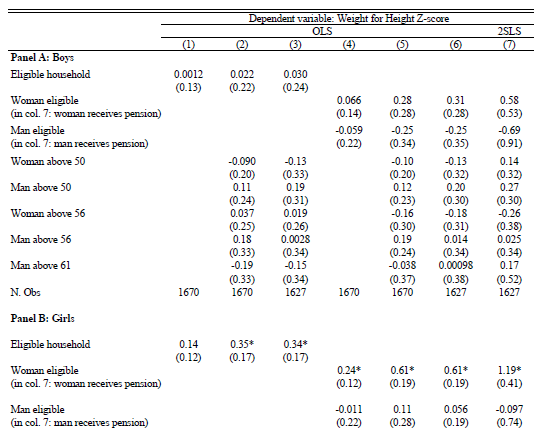 Dependent variable: Weight for Height Z-score
OLS 2SLS
(1) (2) (3) (4) (5) (6) (7)
Panel A: Boys
Eligible household 0.0012 0.022 0.030
(0.13) (0.22) (0.24)
Woman eligible 0.066 0.28 0.31 0.58
(in col. 7: woman receives pension) (0.14) (0.28) (0.28) (0.53)
Man eligible -0.059 -0.25 -0.25 -0.69
(in col. 7: man receives pension) (0.22) (0.34) (0.35) (0.91)
Woman above 50 -0.090 -0.13 -0.10 -0.13 0.14
(0.20) (0.33) (0.20) (0.32) (0.32)
Man above 50 0.11 0.19 0.12 0.20 0.27
(0.24) (0.31) (0.23) (0.30) (0.30)
Woman above 56 0.037 0.019 -0.16 -0.18 -0.26
(0.25) (0.26) (0.30) (0.31) (0.38)
Man above 56 0.18 0.0028 0.19 0.014 0.025
(0.33) (0.34) (0.24) (0.34) (0.34)
Man above 61 -0.19 -0.15 -0.038 0.00098 0.17
(0.33) (0.34) (0.37) (0.38) (0.52)
N. Obs 1670 1670 1627 1670 1670 1627 1627
Panel B: Girls
Eligible household 0.14 0.35* 0.34*
(0.12) (0.17) (0.17)
Woman eligible 0.24* 0.61* 0.61* 1.19*
(in col. 7: woman receives pension) (0.12) (0.19) (0.19) (0.41)
Man eligible -0.011 0.11 0.056 -0.097
(in col. 7: man receives pension) (0.22) (0.28) (0.19) (0.74)